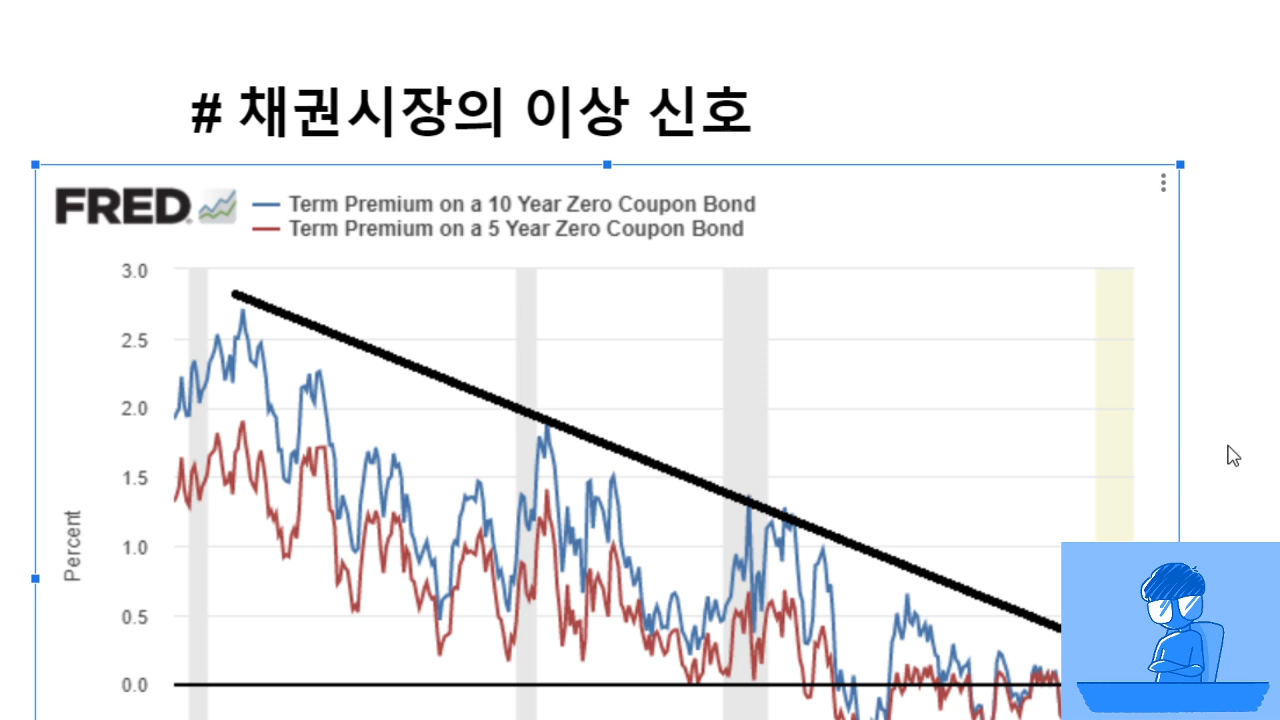 # 채권시장의 이상 신호
FRED
Term Premium on a 10 Year Zero Coupon Bond
Term Premium on a 5 Year Zero Coupon Bond
3.0
2.5
2.0
1.5
1.0
0.5
0.0
Percent